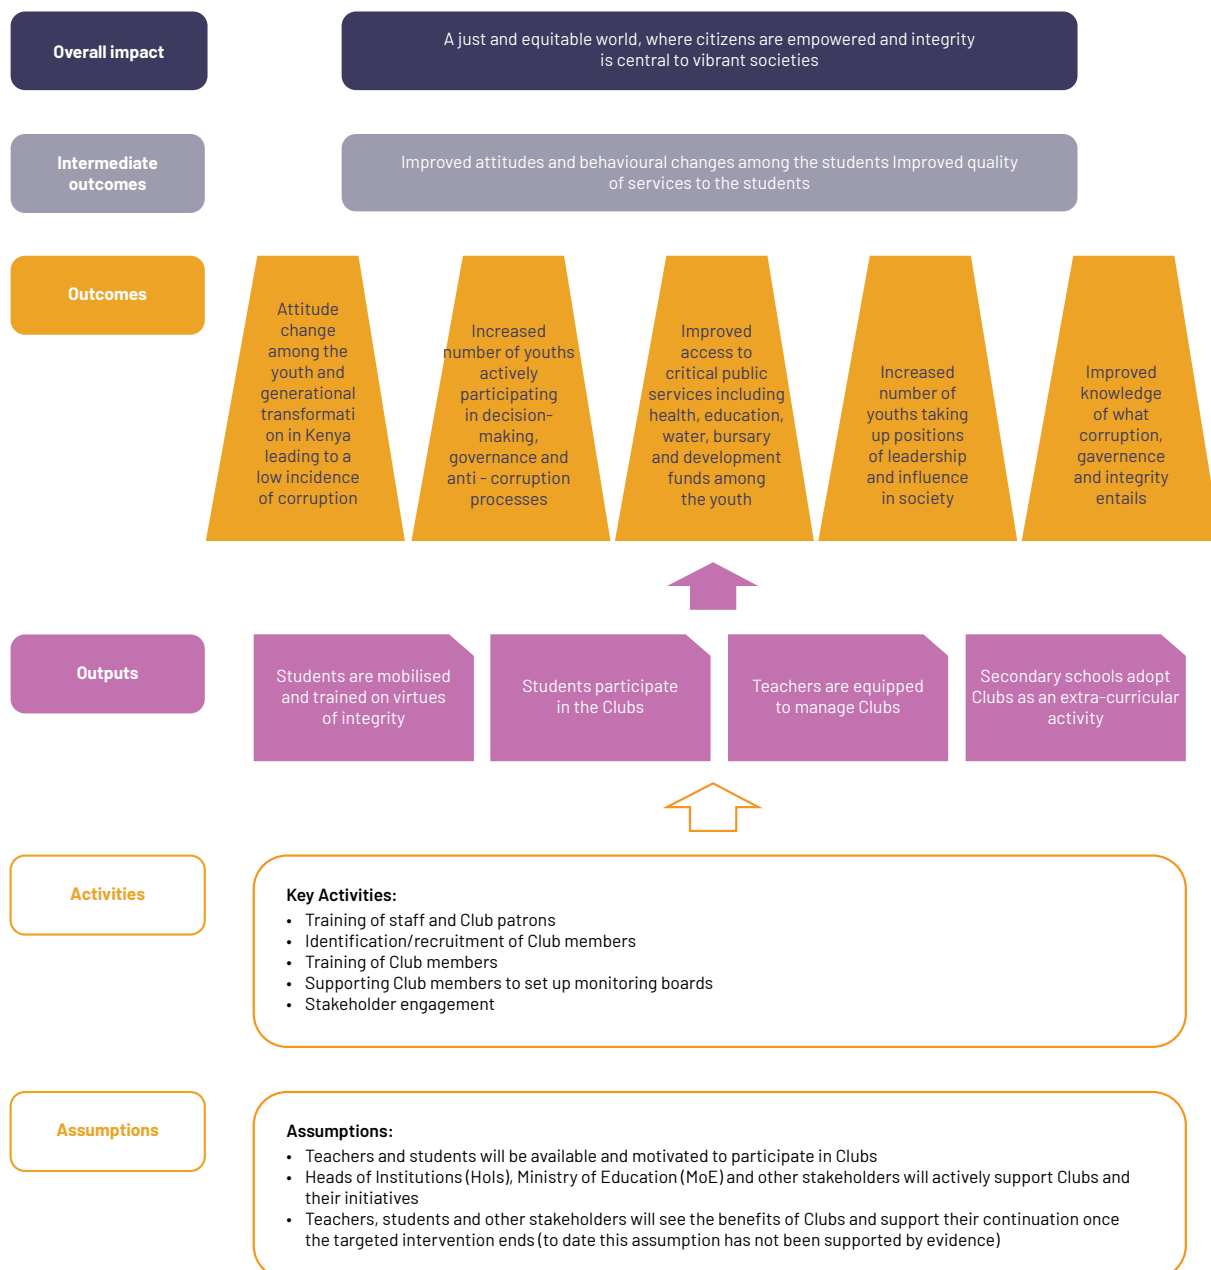 Overall impact
A just and equitable world, where citizens are empowered and integrity
is central to vibrant societies
Intermediate
outcomes
Improved attitudes and behavioural changes among the students Improved quality
of services to the students
Outcomes
Attitude
change
among the
youth and
generational
transformati
on in Kenya
leading to a
low incidence
of corruption
Increased
number of youths
actively
participating
in decision-
making,
governance and
anti - corruption
processes
Improved
access to
critical public
services including
health, education,
water, bursary
and development
funds among
the youth
Increased
number of
youths taking
up positions
of leadership
and influence
in society
Improved
knowledge
of what
corruption,
gavernence
and integrity
entails
Outputs
Students are mobilised
and trained on virtues
of integrity
Students participate
in the Clubs
Teachers are equipped
to manage Clubs
Secondary schools adopt
Clubs as an extra-curricular
activity
Activities
Key Activities:
• Training of staff and Club patrons
• Identification/recruitment of Club members
• Training of Club members
• Supporting Club members to set up monitoring boards
• Stakeholder engagement
Assumptions
Assumptions:
• Teachers and students will be available and motivated to participate in Clubs
• Heads of Institutions (HoIs), Ministry of Education (MoE) and other stakeholders will actively support Clubs and
their initiatives
• Teachers, students and other stakeholders will see the benefits of Clubs and support their continuation once
the targeted intervention ends (to date this assumption has not been supported by evidence)